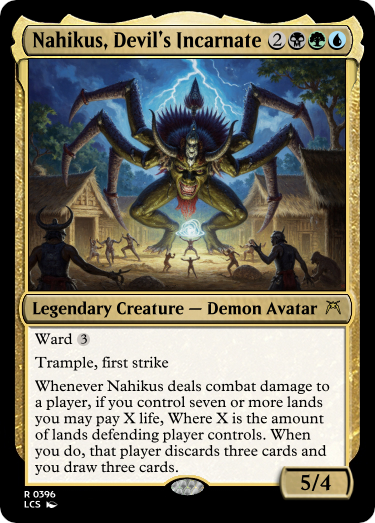 Nahikus, Devil's Incarnate 2
Legendary Creature — Demon Avatar
Ward 3
Trample, first strike
Whenever Nahikus deals combat damage to
a player, if you control seven or more lands
you may pay X life, Where X is the amount
of lands defending player controls. When
you do, that player discards three cards and
you draw three cards.
5/4
R 0396
LCS